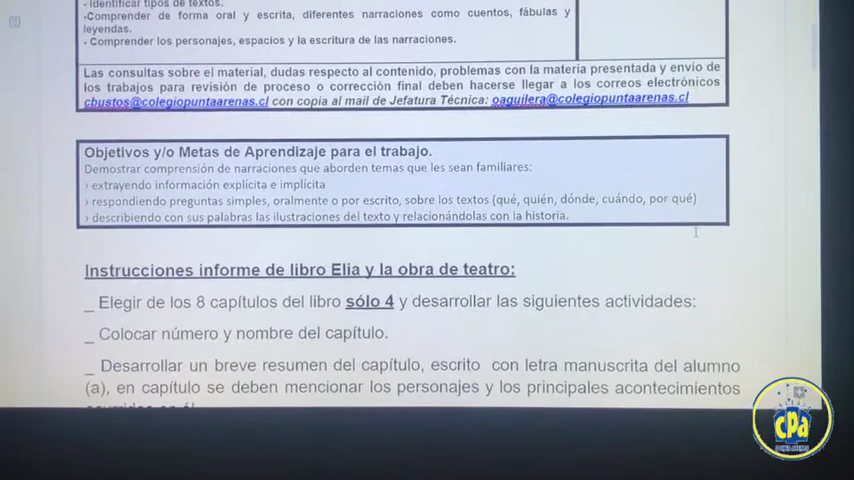 - Identificar tipos de textos.
-Comprender de forma oral y escrita, diferentes narraciones como cuentos, fábulas y
leyendas.
- Comprender los personajes, espacios y la escritura de las narraciones.
Las consultas sobre el material, dudas respecto al contenido, problemas con la materia presentada y envío de
los trabajos para revisión de proceso o corrección final deben hacerse llegar a los correos electrónicos
cbustos@colegiopuntaarenas.cl con copia al mail de Jefatura Técnica: oaguilera@colegiopuntaarenas.cl
Objetivos y/o Metas de Aprendizaje para el trabajo.
Demostrar comprensión de narraciones que aborden temas que les sean familiares:
› extrayendo información explícita e implícita
› respondiendo preguntas simples, oralmente o por escrito, sobre los textos (qué, quién, dónde, cuándo, por qué)
› describiendo con sus palabras las ilustraciones del texto y relacionándolas con la historia.
Instrucciones informe de libro Elia y la obra de teatro:
_ Elegir de los 8 capítulos del libro sólo 4 y desarrollar las siguientes actividades:
_ Colocar número y nombre del capítulo.
_ Desarrollar un breve resumen del capítulo, escrito con letra manuscrita del alumno
(a), en capítulo se deben mencionar los personajes y los principales acontecimientos
cPa